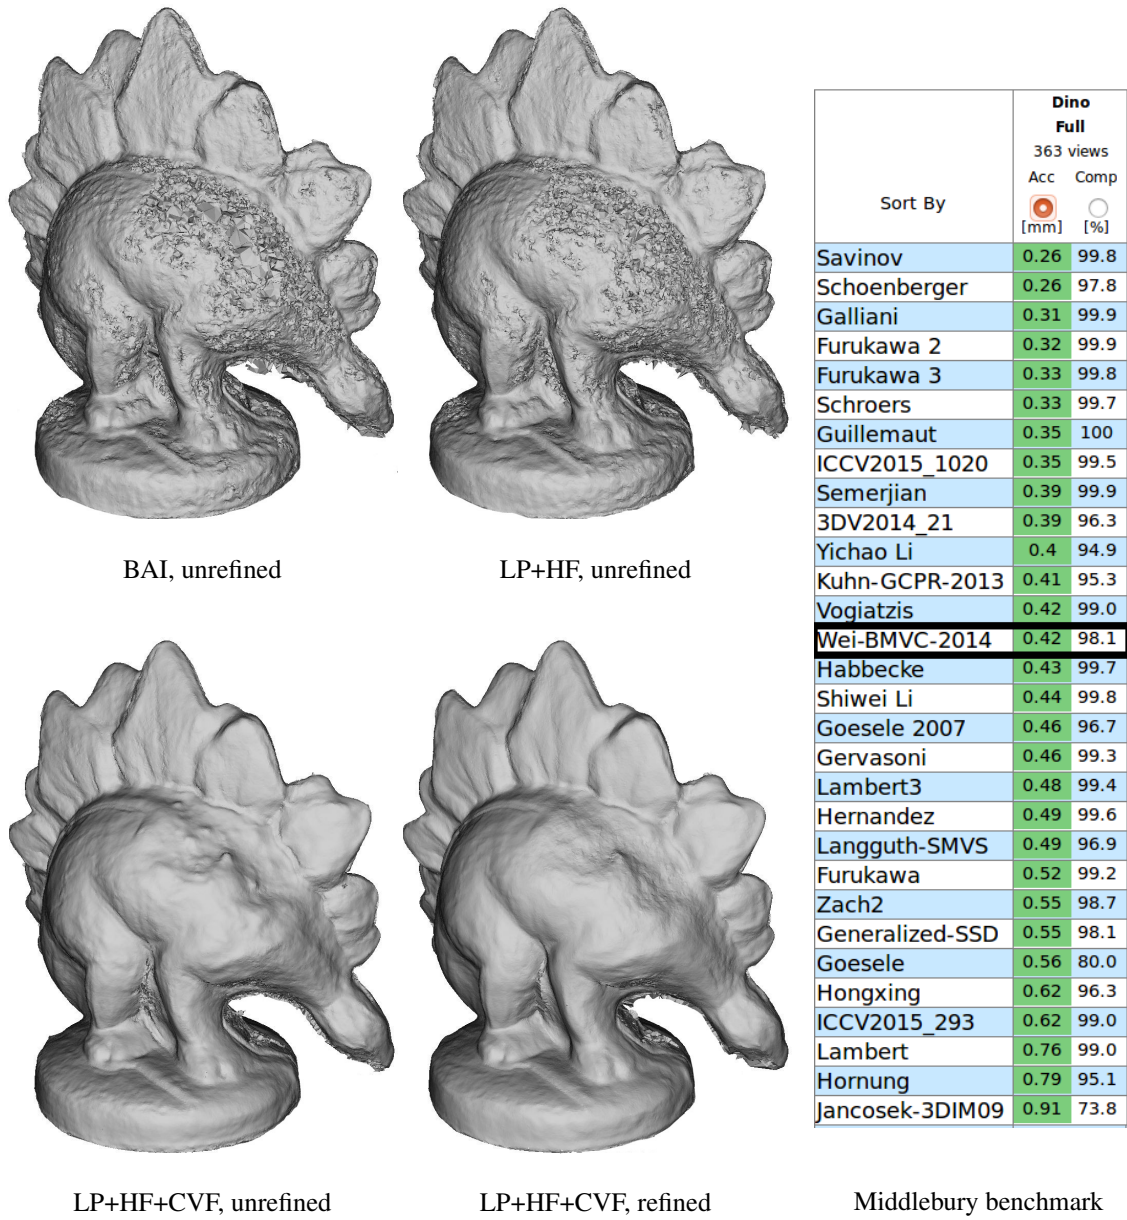 BAI, unrefined
LP+HF, unrefined
LP+HF+CVF, unrefined
LP+HF+CVF, refined
Dino
Full
363 views
Acc Comp
Sort By
[mm] [%]
Savinov 0.26 99.8
Schoenberger 0.26 97.8
Galliani 0.31 99.9
Furukawa 2 0.32 99.9
Furukawa 3 0.33 99.8
Schroers 0.33 99.7
Guillemaut 0.35 100
ICCV2015_1020 0.35 99.5
Semerjian 0.39 99.9
3DV2014_21 0.39 96.3
Yichao Li 0.4 94.9
Kuhn-GCPR-2013 0.41 95.3
Vogiatzis 0.42 99.0
Wei-BMVC-2014 0.42 98.1
Habbecke 0.43 99.7
Shiwei Li 0.44 99.8
Goesele 2007 0.46 96.7
Gervasoni 0.46 99.3
Lambert3 0.48 99.4
Hernandez 0.49 99.6
Langguth-SMVS 0.49 96.9
Furukawa 0.52 99.2
Zach2 0.55 98.7
Generalized-SSD 0.55 98.1
Goesele 0.56 80.0
Hongxing 0.62 96.3
ICCV2015_293 0.62 99.0
Lambert 0.76 99.0
Hornung 0.79 95.1
Jancosek-3DIM09 0.91 73.8
Middlebury benchmark